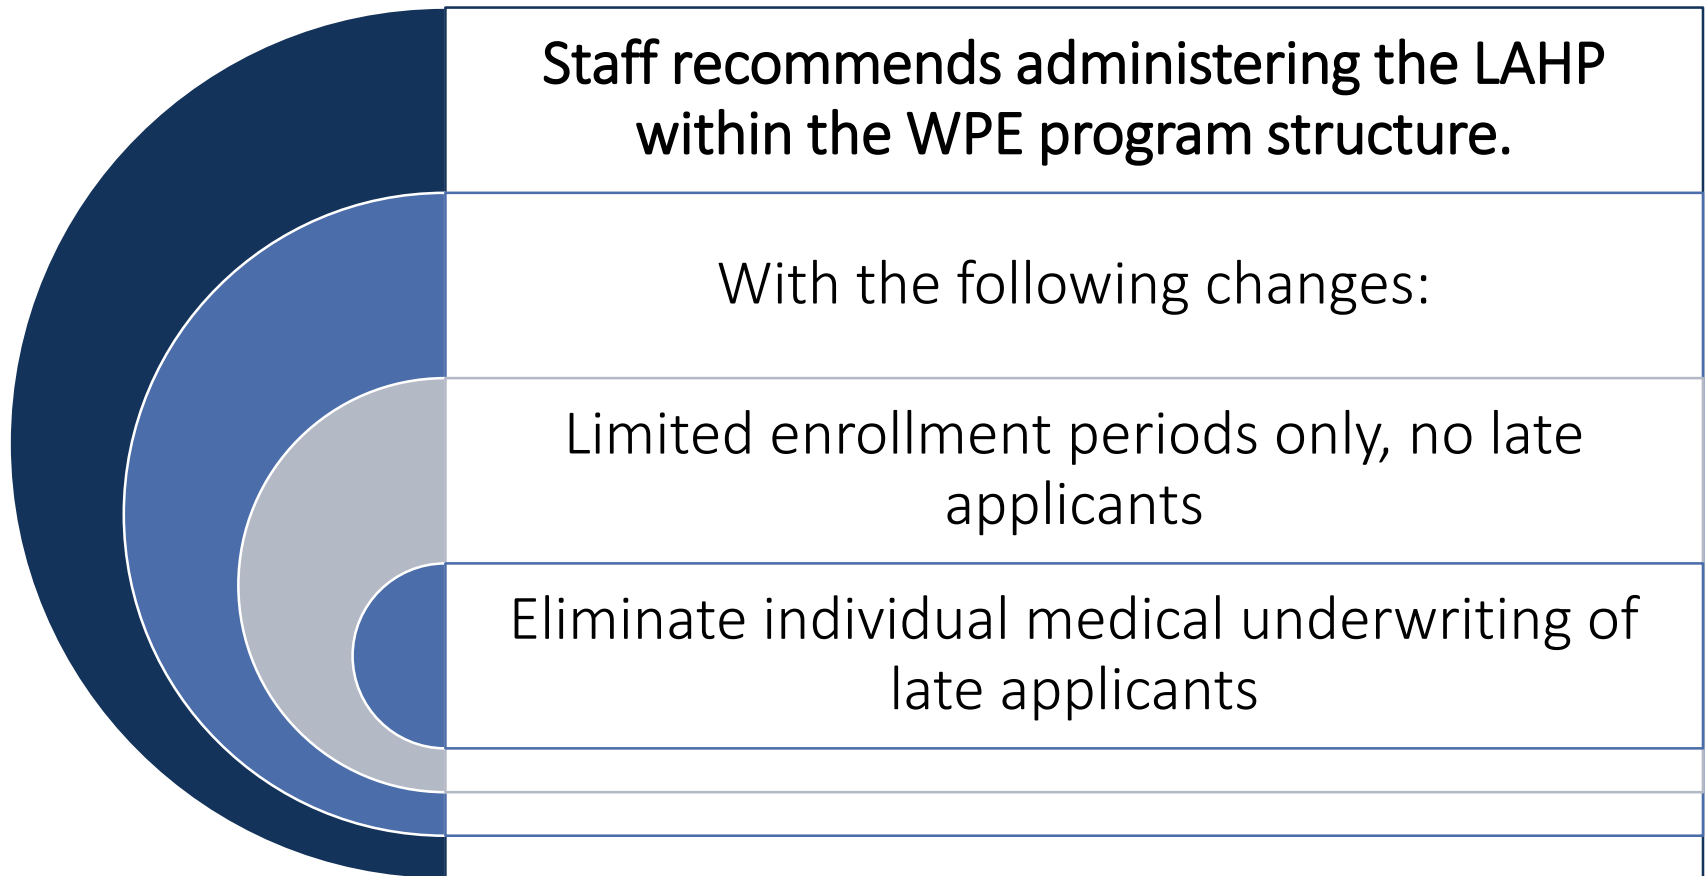 Staff recommends administering the LAHP
within the WPE program structure.
With the following changes:
Limited enrollment periods only, no late
applicants
Eliminate individual medical underwriting of
late applicants